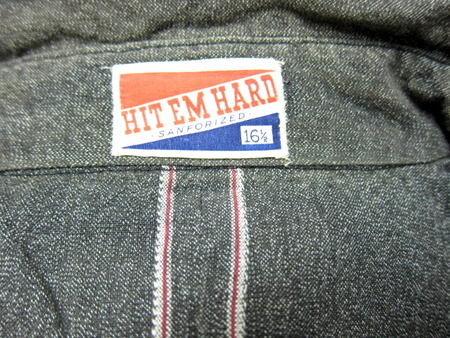 HIT EM HARD
SANFORIZED
16½